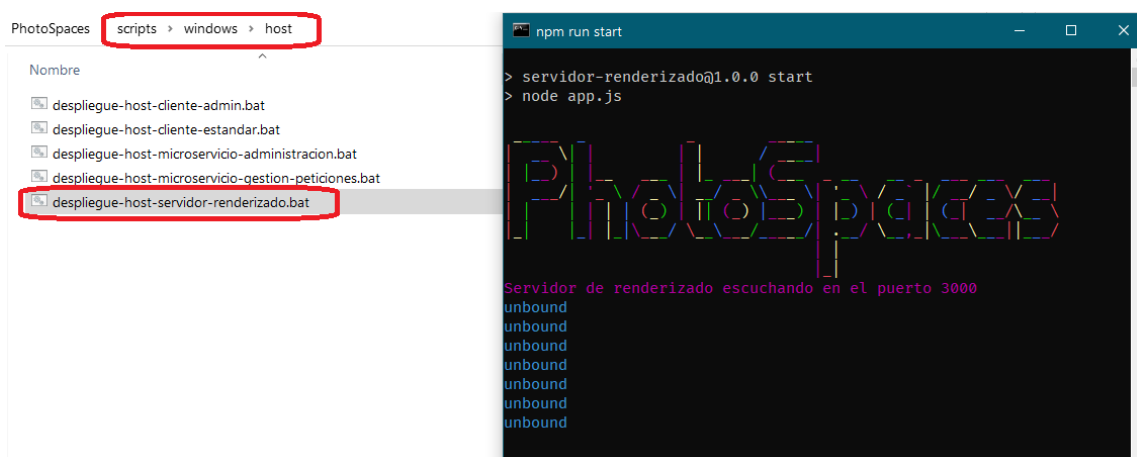 PhotoSpaces scripts > windows > host
Nombre
despliegue-host-cliente-admin.bat
despliegue-host-cliente-estandar.bat
despliegue-host-microservicio-administracion.bat
despliegue-host-microservicio-gestion-peticiones.bat
despliegue-host-servidor-renderizado.bat
npm run start
> servidor-renderizado@1.0.0 start
> node app.js
PhotoSpaces
Servidor de renderizado escuchando en el puerto 3000
unbound
unbound
unbound
unbound
unbound
unbound
unbound